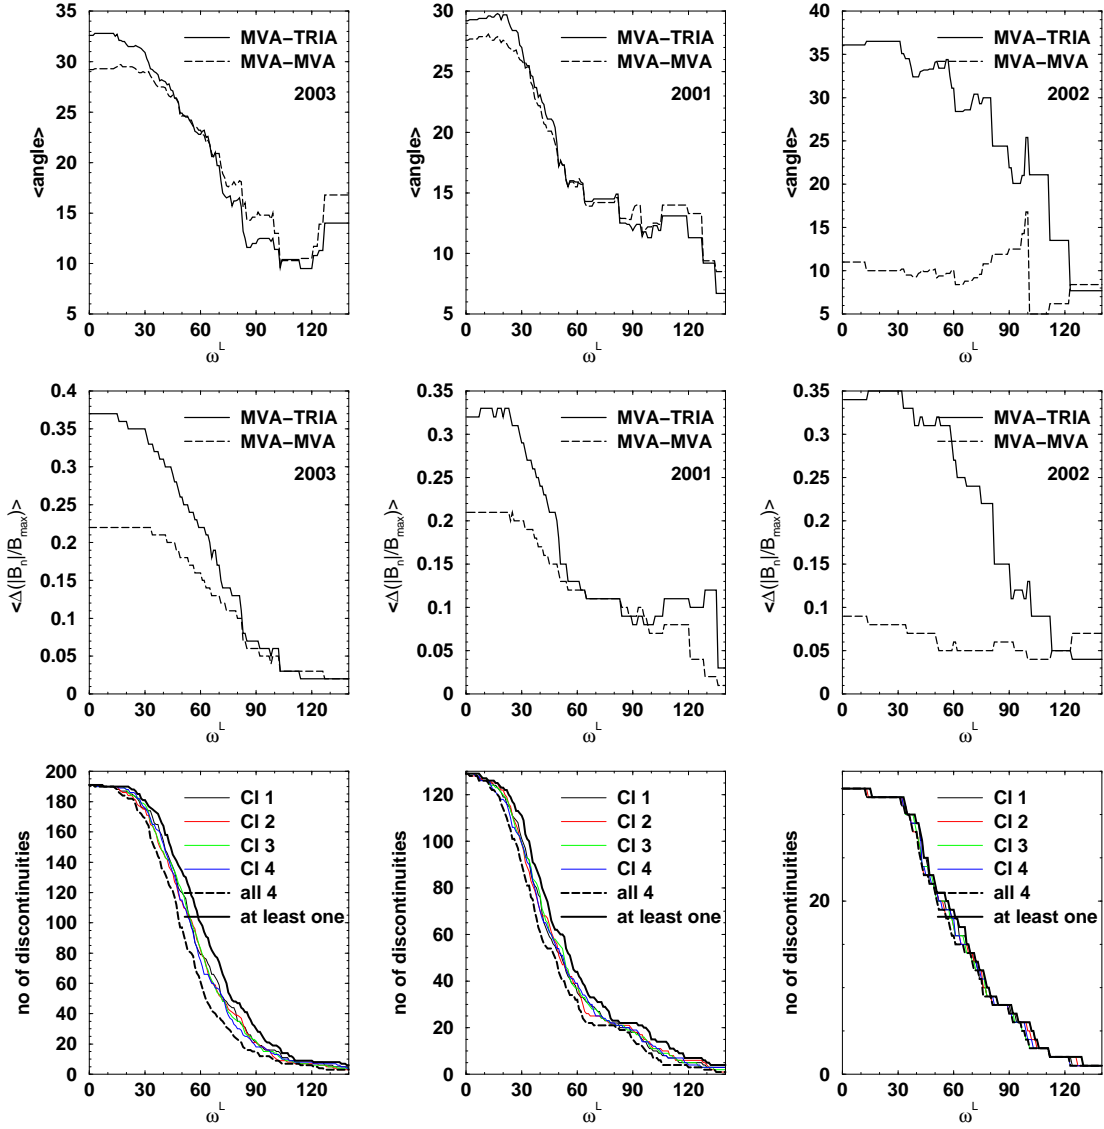 35
30
25
20
15
10
5
<angle>
MVA−TRIA
MVA−MVA
2003
0 30 60 90 120
ω^L
30
25
20
15
10
5
<angle>
MVA−TRIA
MVA−MVA
2001
0 30 60 90 120
ω^L
40
35
30
25
20
15
10
5
<angle>
MVA−TRIA
MVA−MVA
2002
0 30 60 90 120
ω^L
0.4
0.35
0.3
0.25
0.2
0.15
0.1
0.05
0
<Δ(|B_n|/B_max)>
MVA−TRIA
MVA−MVA
2003
0 30 60 90 120
ω^L
0.35
0.3
0.25
0.2
0.15
0.1
0.05
0
<Δ(|B_n|/B_max)>
MVA−TRIA
MVA−MVA
2001
0 30 60 90 120
ω^L
0.35
0.3
0.25
0.2
0.15
0.1
0.05
0
<Δ(|B_n|/B_max)>
MVA−TRIA
MVA−MVA
2002
0 30 60 90 120
ω^L
200
180
160
140
120
100
80
60
40
20
0
no of discontinuities
Cl 1
Cl 2
Cl 3
Cl 4
all 4
at least one
0 30 60 90 120
ω^L
120
100
80
60
40
20
0
no of discontinuities
Cl 1
Cl 2
Cl 3
Cl 4
all 4
at least one
0 30 60 90 120
ω^L
20
0
no of discontinuities
Cl 1
Cl 2
Cl 3
Cl 4
all 4
at least one
0 30 60 90 120
ω^L